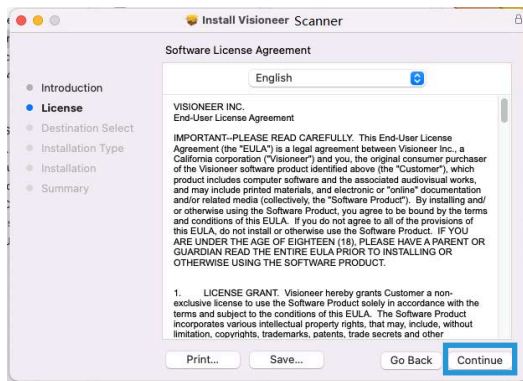 Install Visioneer Scanner
Software License Agreement
English
Introduction
License
Destination Select
Installation Type
Installation
Summary
VISIONEER INC.
End-User License Agreement
IMPORTANT--PLEASE READ CAREFULLY. This End-User License
Agreement (the "EULA") is a legal agreement between Visioneer Inc., a
California corporation ("Visioneer") and you, the original consumer purchaser
of the Visioneer software product identified above (the "Customer"), which
product includes computer software and the associated audiovisual works,
and may include printed materials, and electronic or "online" documentation
and/or related media (collectively, the "Software Product"). By installing and/
or otherwise using the Software Product, you agree to be bound by the terms
and conditions of this EULA. If you do not agree to all of the provisions of
this EULA, do not install or otherwise use the Software Product. IF YOU
ARE UNDER THE AGE OF EIGHTEEN (18), PLEASE HAVE A PARENT OR
GUARDIAN READ THE ENTIRE EULA PRIOR TO INSTALLING OR
OTHERWISE USING THE SOFTWARE PRODUCT.
1. LICENSE GRANT. Visioneer hereby grants Customer a non-
exclusive license to use the Software Product solely in accordance with the
terms and subject to the conditions of this EULA. The Software Product
incorporates various intellectual property rights, that may, include, without
limitation, copyrights, trademarks, patents, trade secrets and other
Print... Save... Go Back Continue